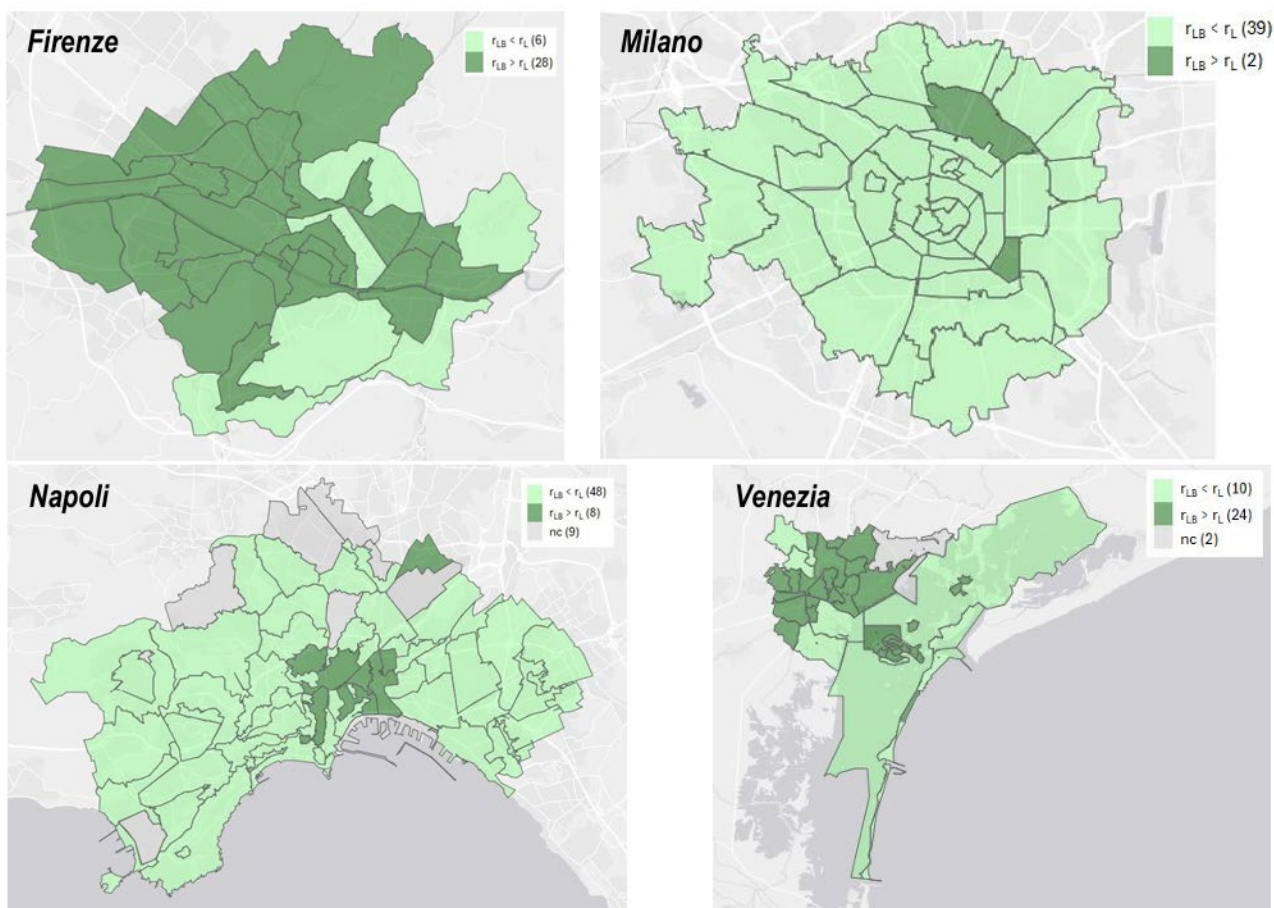 Firenze
r_LB < r_L (6)
r_LB > r_L (28)
Milano
r_LB < r_L (39)
r_LB > r_L (2)
Napoli
r_LB < r_L (48)
r_LB > r_L (8)
nc (9)
Venezia
r_LB < r_L (10)
r_LB > r_L (24)
nc (2)